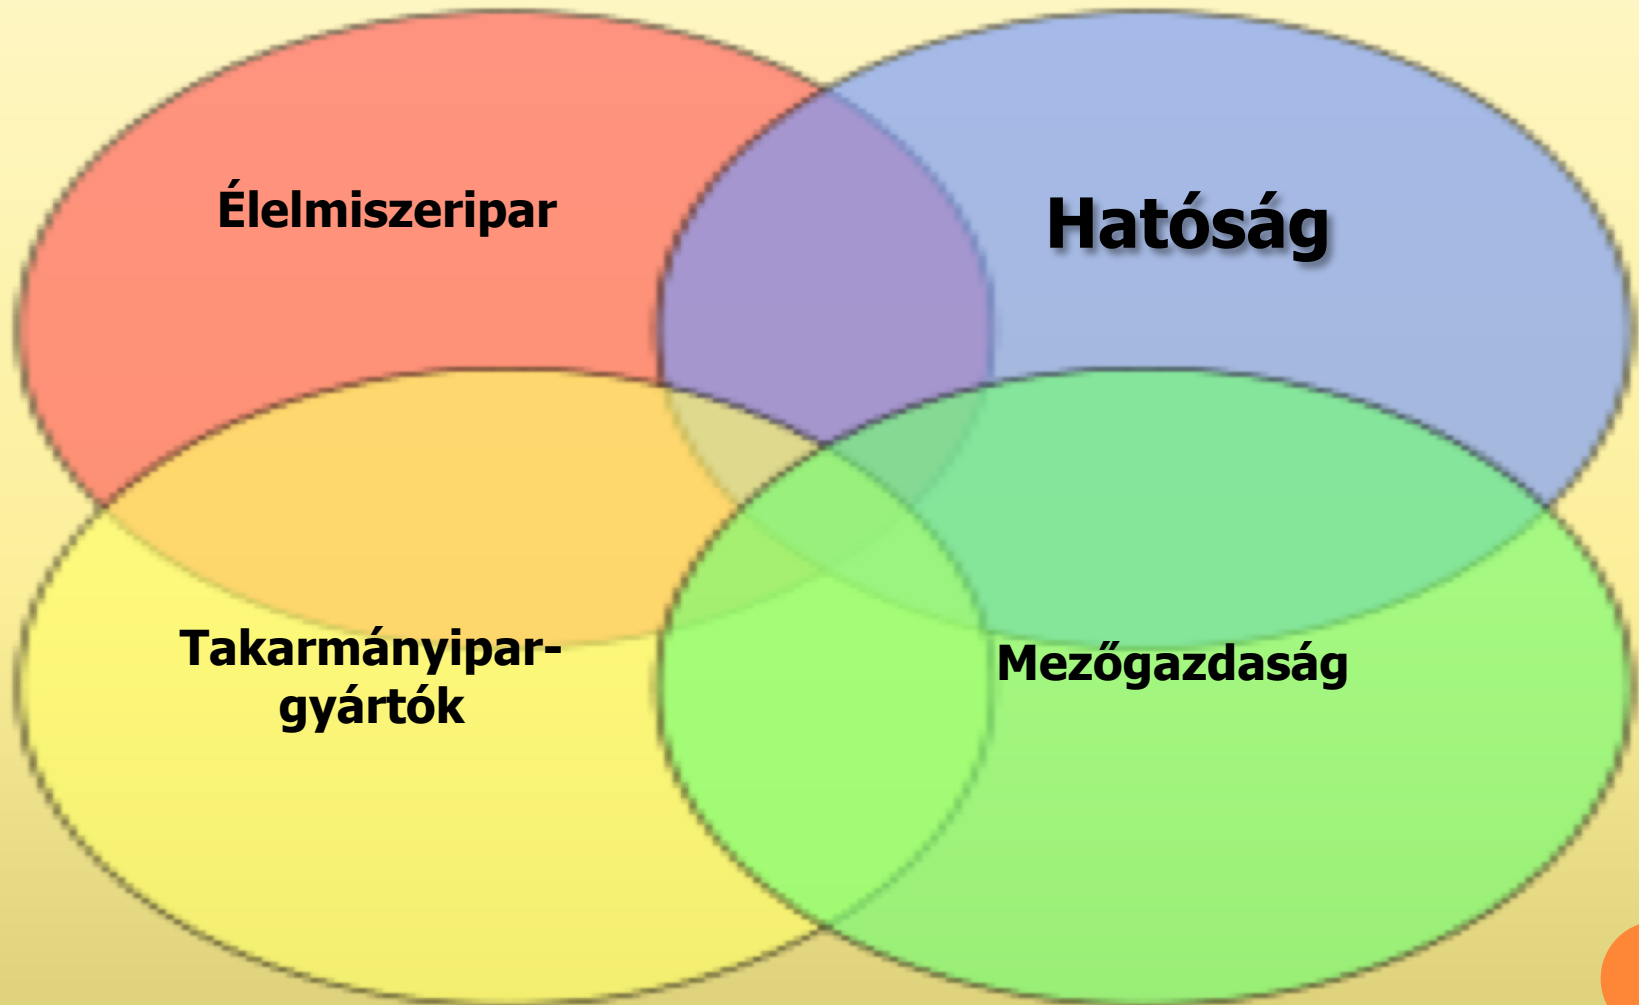 Élelmiszeripar
Hatóság
Takarmányipar-
gyártók
Mezőgazdaság